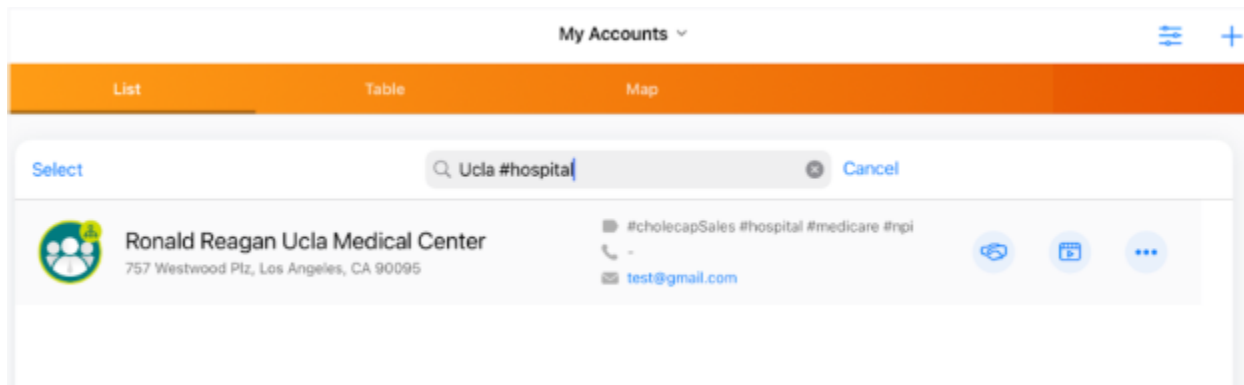 My Accounts
List Table Map
Select Ucla #hospital Cancel
Ronald Reagan Ucla Medical Center
757 Westwood Plz, Los Angeles, CA 90095
#cholecapSales #hospital #medicare #npi
-
test@gmail.com